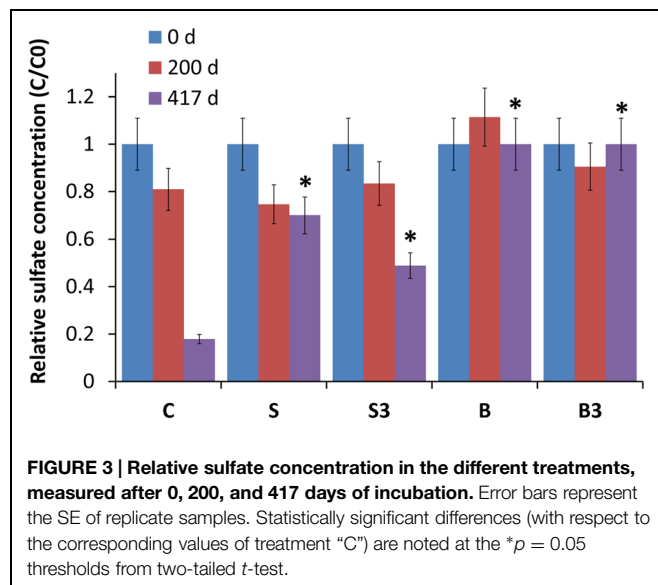 0 d
200 d
417 d
Relative sulfate concentration (C/C0)
1.2
1
0.8
0.6
0.4
0.2
0
* * * *
C S S3 B B3
FIGURE 3 | Relative sulfate concentration in the different treatments,
measured after 0, 200, and 417 days of incubation. Error bars represent
the SE of replicate samples. Statistically significant differences (with respect to
the corresponding values of treatment “C”) are noted at the *p = 0.05
thresholds from two-tailed t-test.